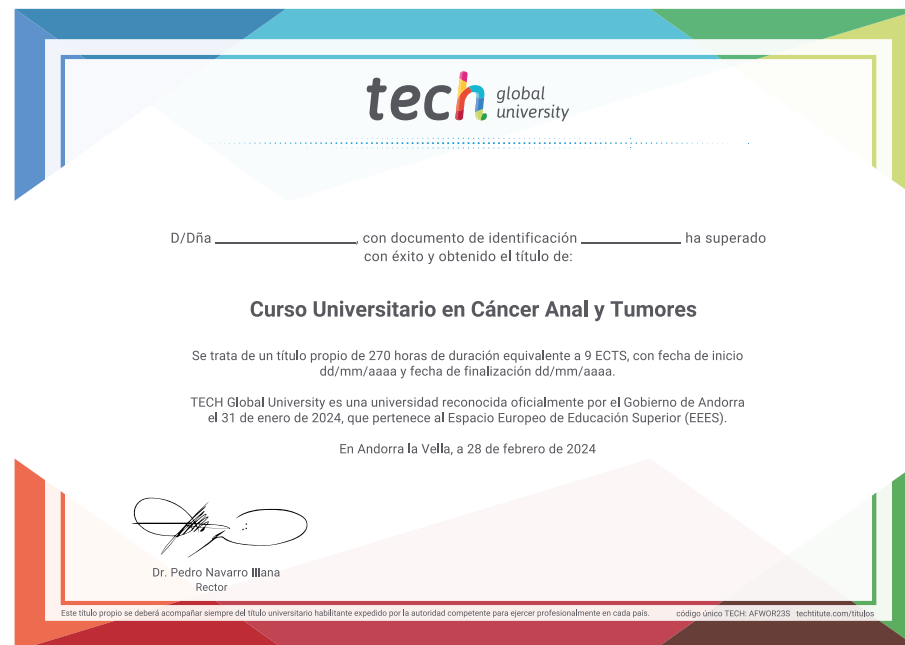 tech global university
D/Dña ____________________, con documento de identificación ______________ ha superado
con éxito y obtenido el título de:
Curso Universitario en Cáncer Anal y Tumores
Se trata de un título propio de 270 horas de duración equivalente a 9 ECTS, con fecha de inicio
dd/mm/aaaa y fecha de finalización dd/mm/aaaa.
TECH Global University es una universidad reconocida oficialmente por el Gobierno de Andorra
el 31 de enero de 2024, que pertenece al Espacio Europeo de Educación Superior (EEES).
En Andorra la Vella, a 28 de febrero de 2024
Dr. Pedro Navarro Illana
Rector
Este título propio se deberá acompañar siempre del título universitario habilitante expedido por la autoridad competente para ejercer profesionalmente en cada país. código único TECH: AFWOR23S techtitute.com/titulos